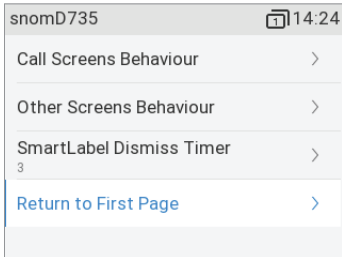 snomD735 1 14:24
Call Screens Behaviour
Other Screens Behaviour
SmartLabel Dismiss Timer
3
Return to First Page